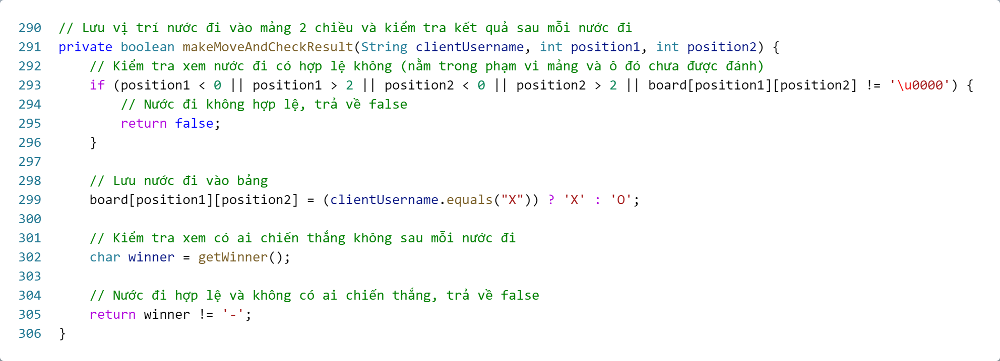 290 // Lưu vị trí nước đi vào mảng 2 chiều và kiểm tra kết quả sau mỗi nước đi
291 private boolean makeMoveAndCheckResult(String clientUsername, int position1, int position2) {
292     // Kiểm tra xem nước đi có hợp lệ không (nằm trong phạm vi mảng và ô đó chưa được đánh)
293     if (position1 < 0 || position1 > 2 || position2 < 0 || position2 > 2 || board[position1][position2] != '\u0000') {
294         // Nước đi không hợp lệ, trả về false
295         return false;
296     }
297
298     // Lưu nước đi vào bảng
299     board[position1][position2] = (clientUsername.equals("X")) ? 'X' : 'O';
300
301     // Kiểm tra xem có ai chiến thắng không sau mỗi nước đi
302     char winner = getWinner();
303
304     // Nước đi hợp lệ và không có ai chiến thắng, trả về false
305     return winner != '-';
306 }